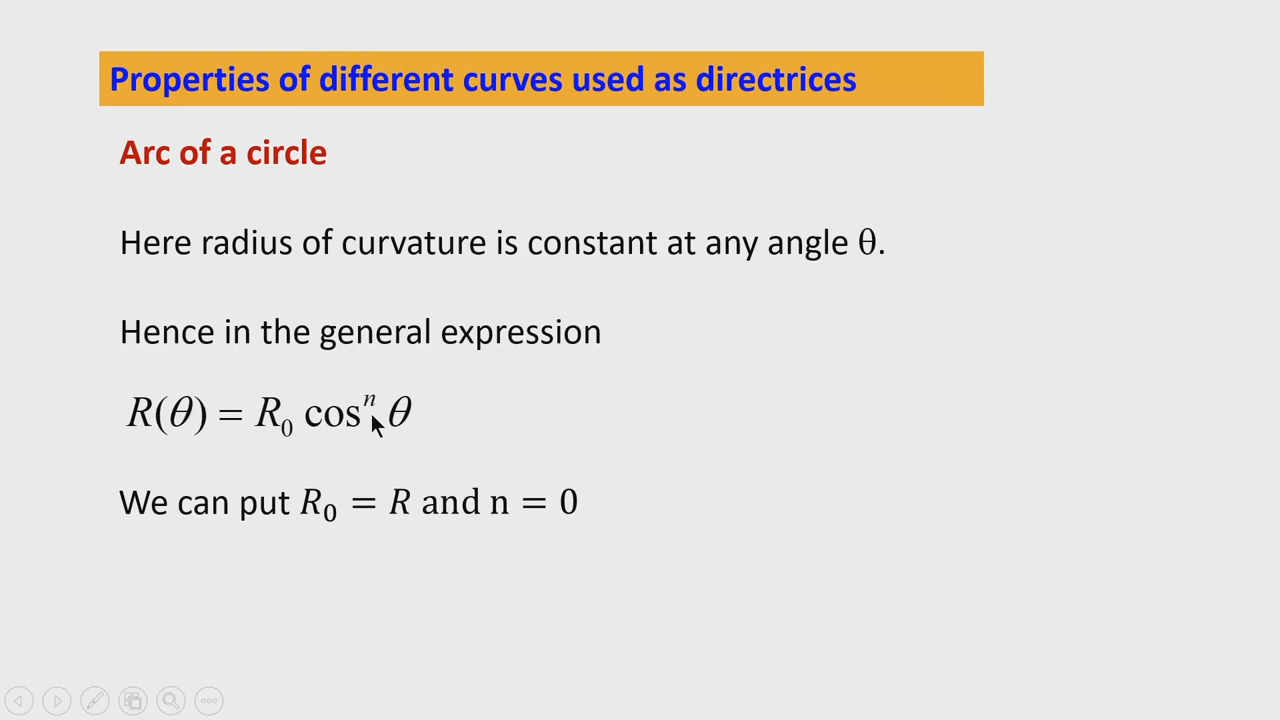 Properties of different curves used as directrices
Arc of a circle
Here radius of curvature is constant at any angle θ.
Hence in the general expression
R(θ) = R₀ cosⁿ θ
We can put R₀ = R and n = 0